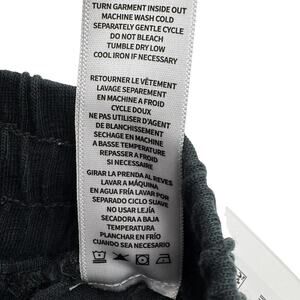 TURN GARMENT INSIDE OUT
MACHINE WASH COLD
SEPARATELY GENTLE CYCLE
DO NOT BLEACH
TUMBLE DRY LOW
COOL IRON IF NECESSARY
RETOURNER LE VÊTEMENT
LAVAGE SEPAREMENT
EN MACHINE A FROID
CYCLE DOUX
NE PAS UTILISER D'AGENT
DE BLANCHISSEMENT
SECHAGE EN MACHINE
A BASSE TEMPERATURE
REPASSER A FROID
SI NECESSAIRE
GIRAR LA PRENDA AL REVES
LAVAR A MÁQUINA
EN AGUA FRÍA LAVAR POR
SEPARADO CICLO SUAVE
NO USAR LEJÍA
SECADORA A BAJA
TEMPERATURA
PLANCHAR EN FRÍO
CUANDO SEA NECESARIO